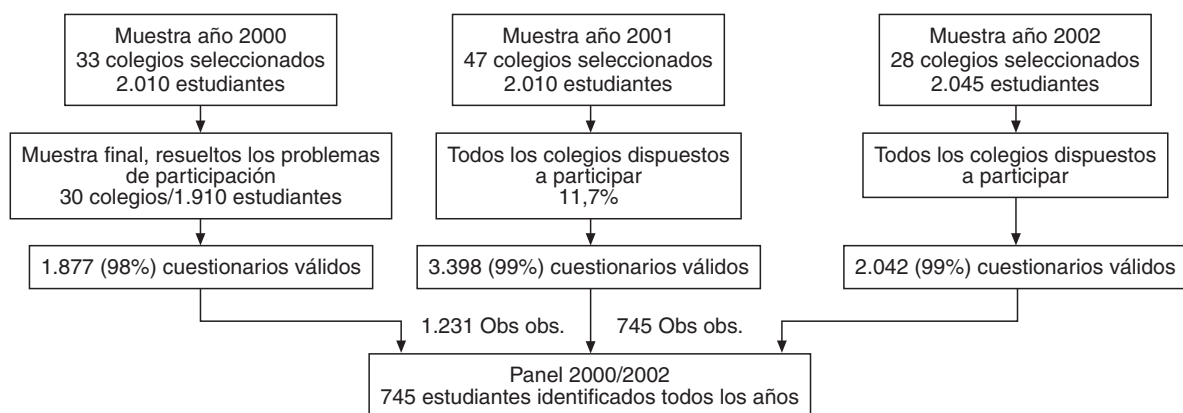 Muestra año 2000
33 colegios seleccionados
2.010 estudiantes
Muestra año 2001
47 colegios seleccionados
2.010 estudiantes
Muestra año 2002
28 colegios seleccionados
2.045 estudiantes
Muestra final, resueltos los problemas
de participación
30 colegios/1.910 estudiantes
Todos los colegios dispuestos
a participar
11,7%
Todos los colegios dispuestos
a participar
1.877 (98%) cuestionarios válidos
3.398 (99%) cuestionarios válidos
2.042 (99%) cuestionarios válidos
1.231 Obs obs.
745 Obs obs.
Panel 2000/2002
745 estudiantes identificados todos los años